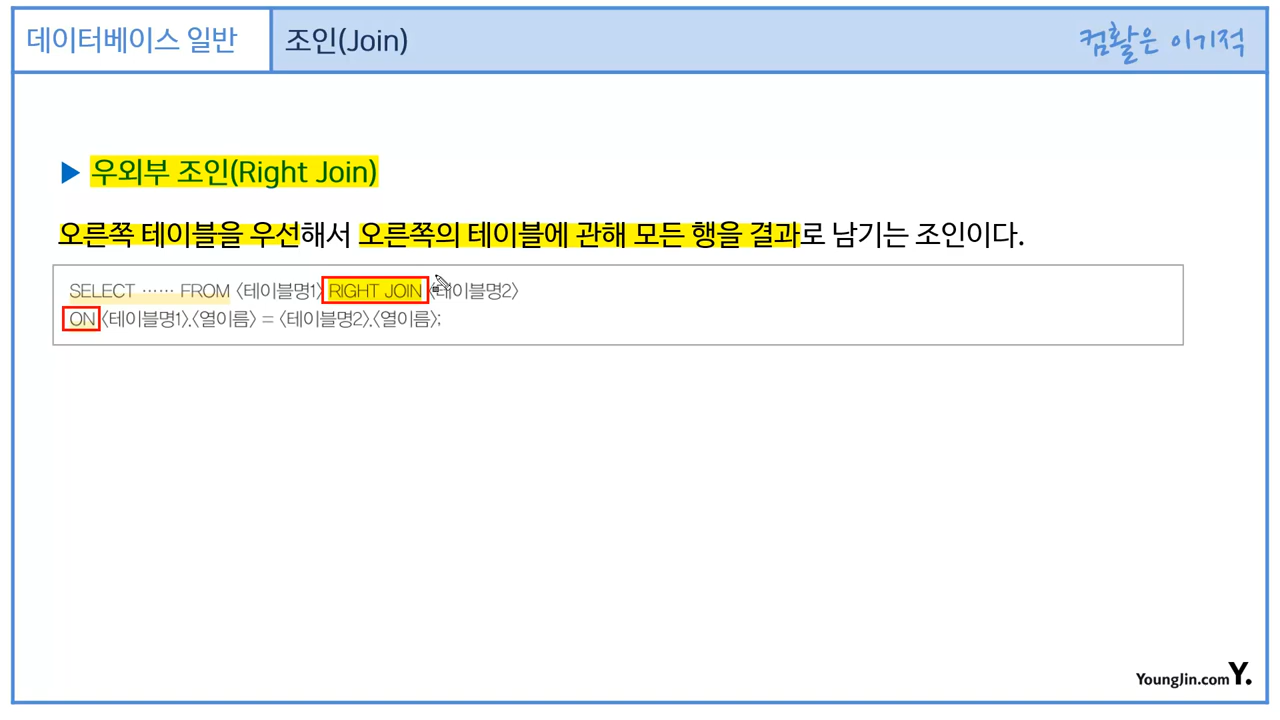 데이터베이스 일반
조인(Join)
컴활은 이기적
▶ 우외부 조인(Right Join)
오른쪽 테이블을 우선해서 오른쪽의 테이블에 관해 모든 행을 결과로 남기는 조인이다.
SELECT …… FROM 〈테이블명1〉 RIGHT JOIN 〈테이블명2〉
ON 〈테이블명1〉.〈열이름〉 = 〈테이블명2〉.〈열이름〉;
YoungJin.com Y.